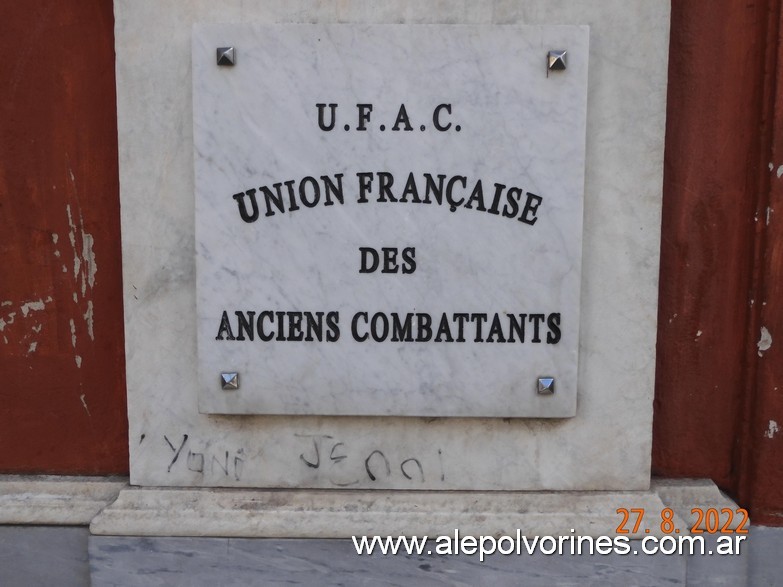 U.F.A.C.
UNION FRANÇAISE
DES
ANCIENS COMBATTANTS
27. 8. 2022
www.alepolvorines.com.ar